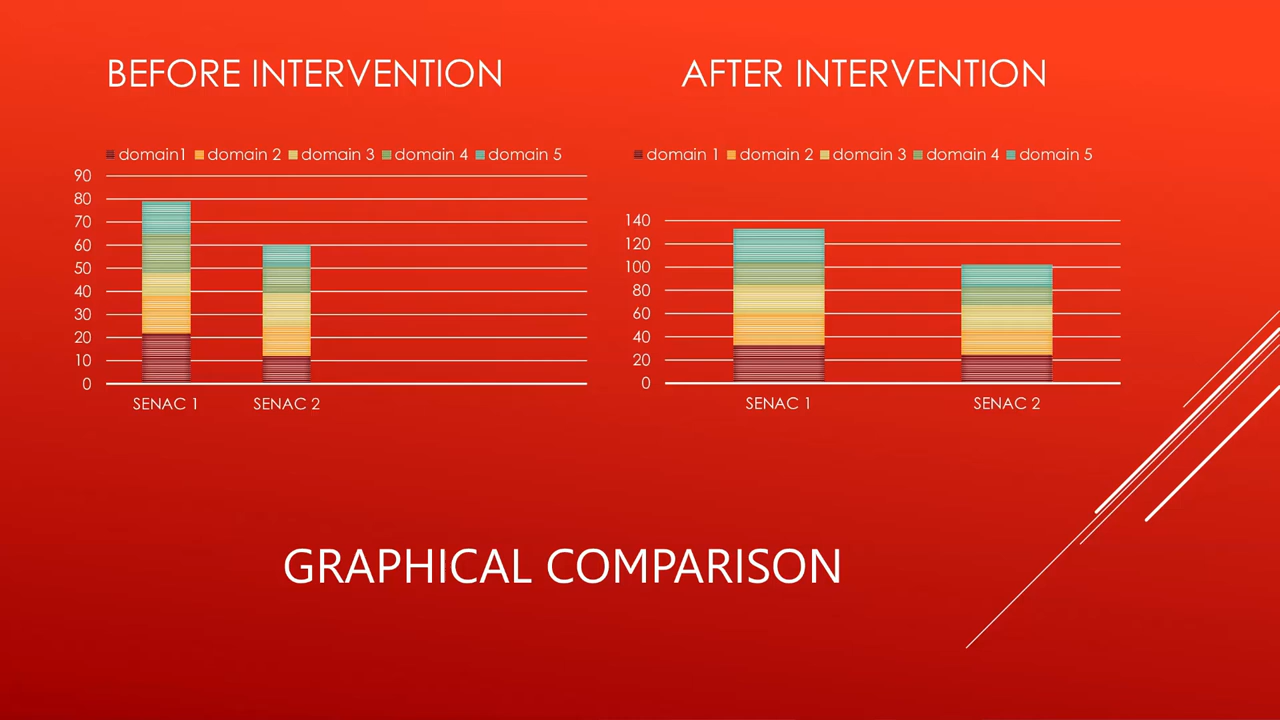 BEFORE INTERVENTION
AFTER INTERVENTION
domain1 domain 2 domain 3 domain 4 domain 5
90
80
70
60
50
40
30
20
10
0
SENAC 1 SENAC 2
domain 1 domain 2 domain 3 domain 4 domain 5
140
120
100
80
60
40
20
0
SENAC 1 SENAC 2
GRAPHICAL COMPARISON